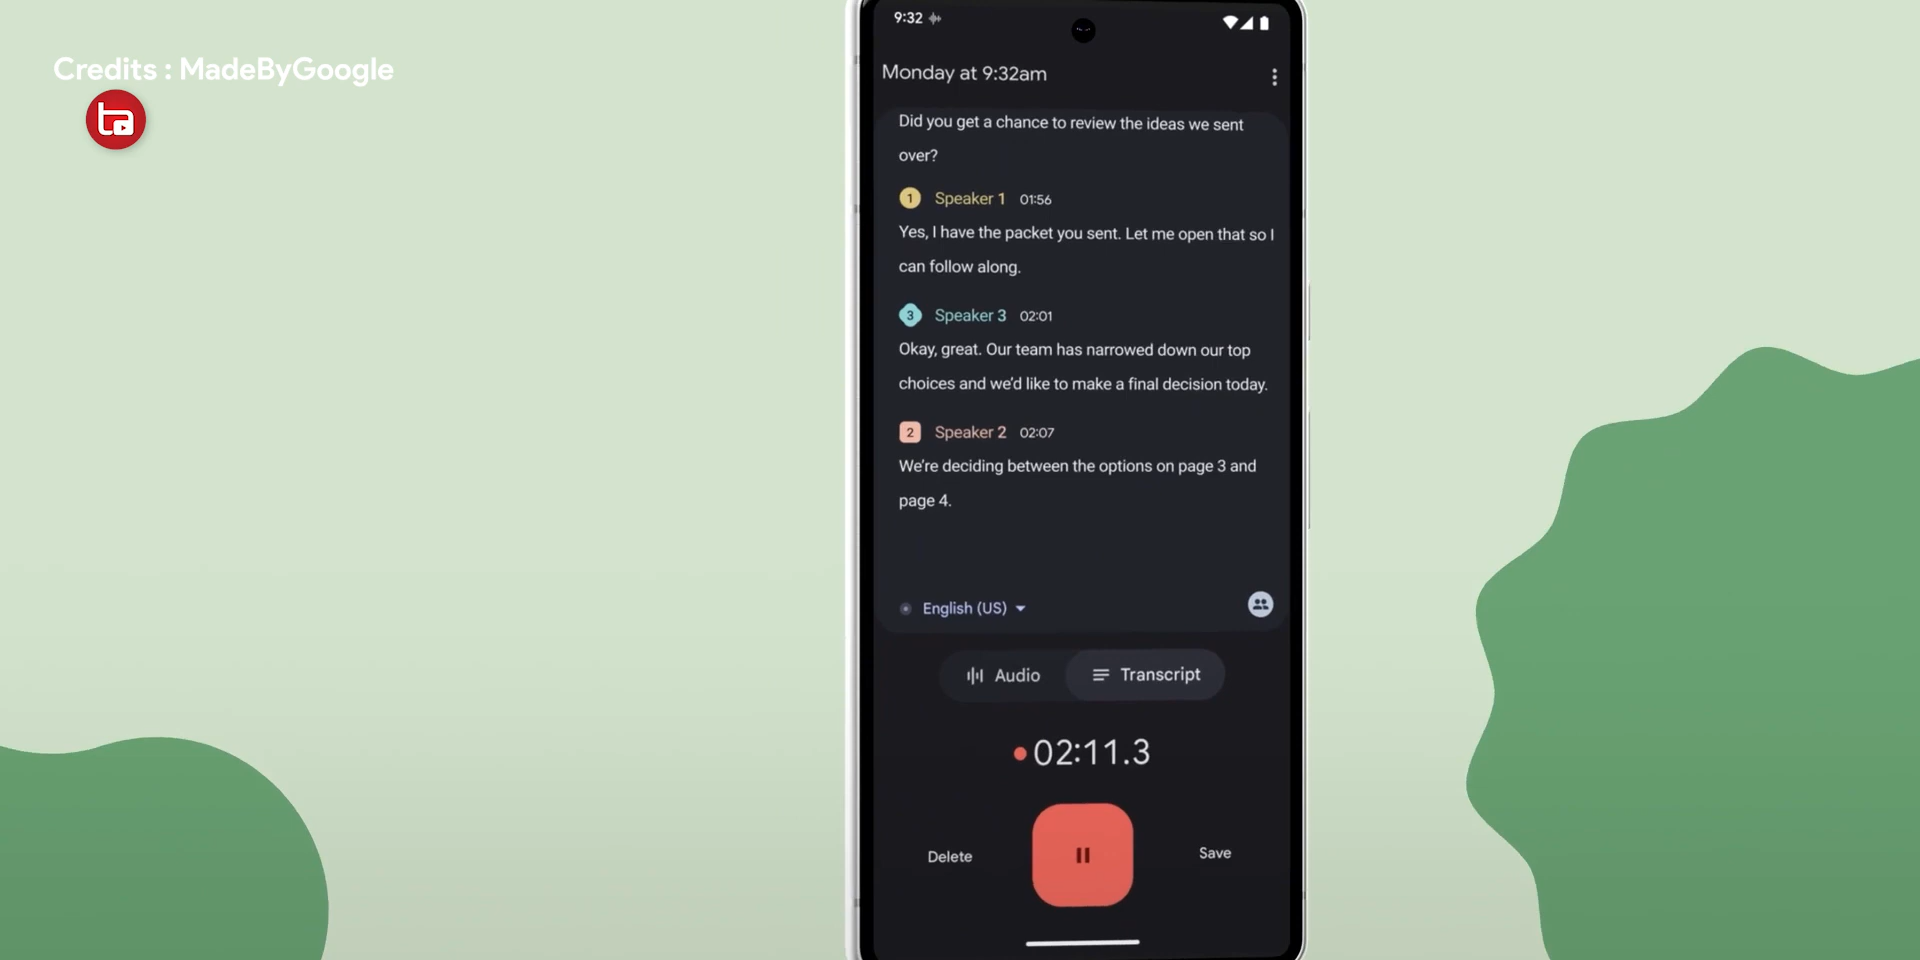 Credits : MadeByGoogle
ta
9:32
Monday at 9:32am
Did you get a chance to review the ideas we sent
over?
1 Speaker 1 01:56
Yes, I have the packet you sent. Let me open that so I
can follow along.
3 Speaker 3 02:01
Okay, great. Our team has narrowed down our top
choices and we'd like to make a final decision today.
2 Speaker 2 02:07
We're deciding between the options on page 3 and
page 4.
English (US)
Audio Transcript
02:11.3
Delete Save